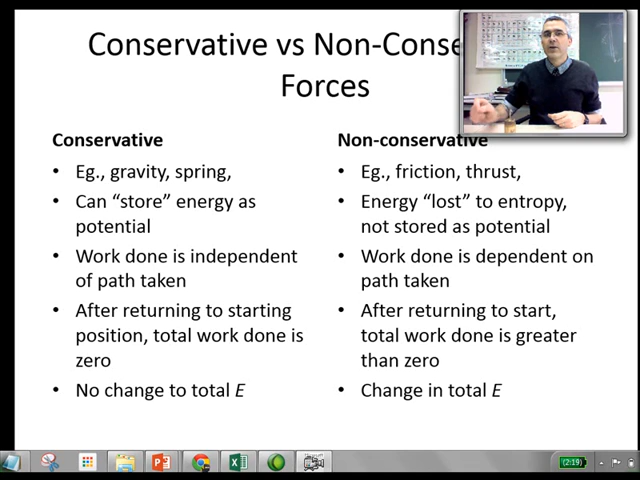 Conservative vs Non-Conse
Forces
Conservative
• Eg., gravity, spring,
• Can “store” energy as
potential
• Work done is independent
of path taken
• After returning to starting
position, total work done is
zero
• No change to total E
Non-conservative
• Eg., friction, thrust,
• Energy “lost” to entropy,
not stored as potential
• Work done is dependent on
path taken
• After returning to start,
total work done is greater
than zero
• Change in total E
(2:19)